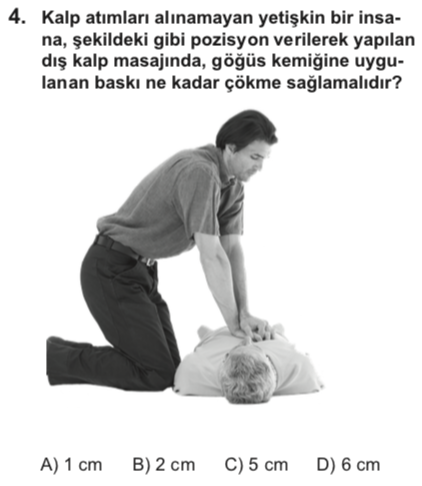 4. Kalp atımları alınamayan yetişkin bir insa-
na, şekildeki gibi pozisyon verilerek yapılan
dış kalp masajında, göğüs kemiğine uygu-
lanan baskı ne kadar çökme sağlamalıdır?
A) 1 cm B) 2 cm C) 5 cm D) 6 cm